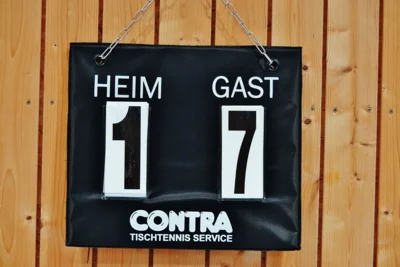 HEIM GAST
1 7
CONTRA
TISCHTENNIS SERVICE